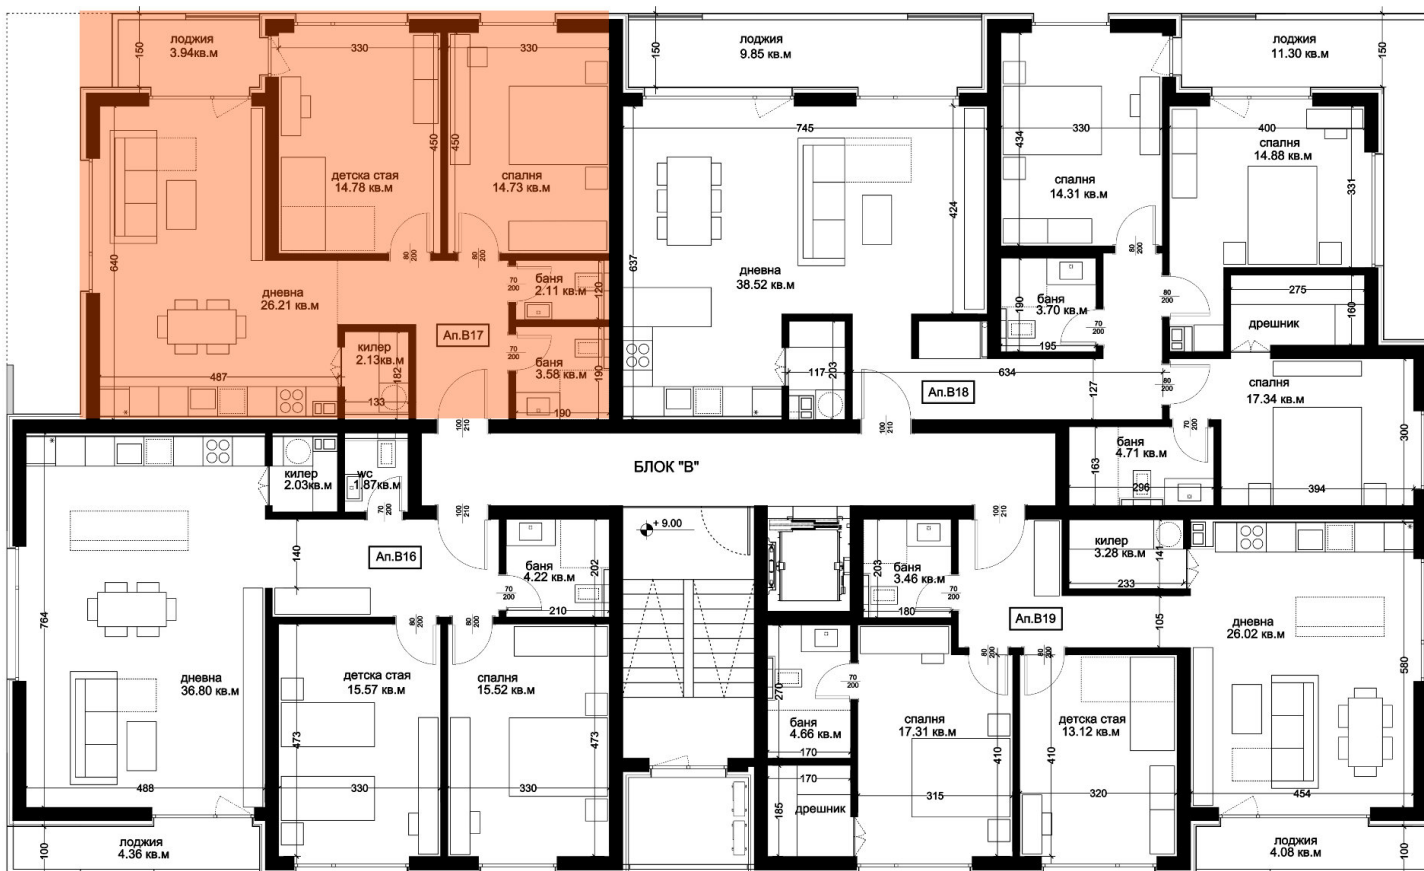 лоджия
3.94кв.м
150
330
330
450
450
детска стая
14.78 кв.м
спалня
14.73 кв.м
80
200
80
200
640
дневна
26.21 кв.м
70
200
баня
2.11 кв.м
120
Ап.B17
килер
2.13кв.м
182
133
487
70
200
баня
3.58 кв.м
190
190
100
210
лоджия
9.85 кв.м
150
745
424
637
дневна
38.52 кв.м
117
203
634
Ап.B18
100
210
434
330
спалня
14.31 кв.м
80
200
190
баня
3.70 кв.м
195
70
200
127
лоджия
11.30 кв.м
150
400
спалня
14.88 кв.м
331
80
200
275
160
дрешник
80
200
спалня
17.34 кв.м
300
394
70
200
163
баня
4.71 кв.м
296
БЛОК "В"
+ 9.00
килер
2.03кв.м
wc
1.87кв.м
70
200
100
210
140
Ап.B16
баня
4.22 кв.м
202
210
70
200
764
дневна
36.80 кв.м
488
80
200
80
200
детска стая
15.57 кв.м
473
330
спалня
15.52 кв.м
473
330
лоджия
4.36 кв.м
100
100
210
203
баня
3.46 кв.м
180
70
200
Ап.B19
килер
3.28 кв.м
141
233
105
дневна
26.02 кв.м
580
454
80
200
80
200
270
баня
4.66 кв.м
170
70
200
спалня
17.31 кв.м
410
315
детска стая
13.12 кв.м
410
320
170
185
дрешник
лоджия
4.08 кв.м
100